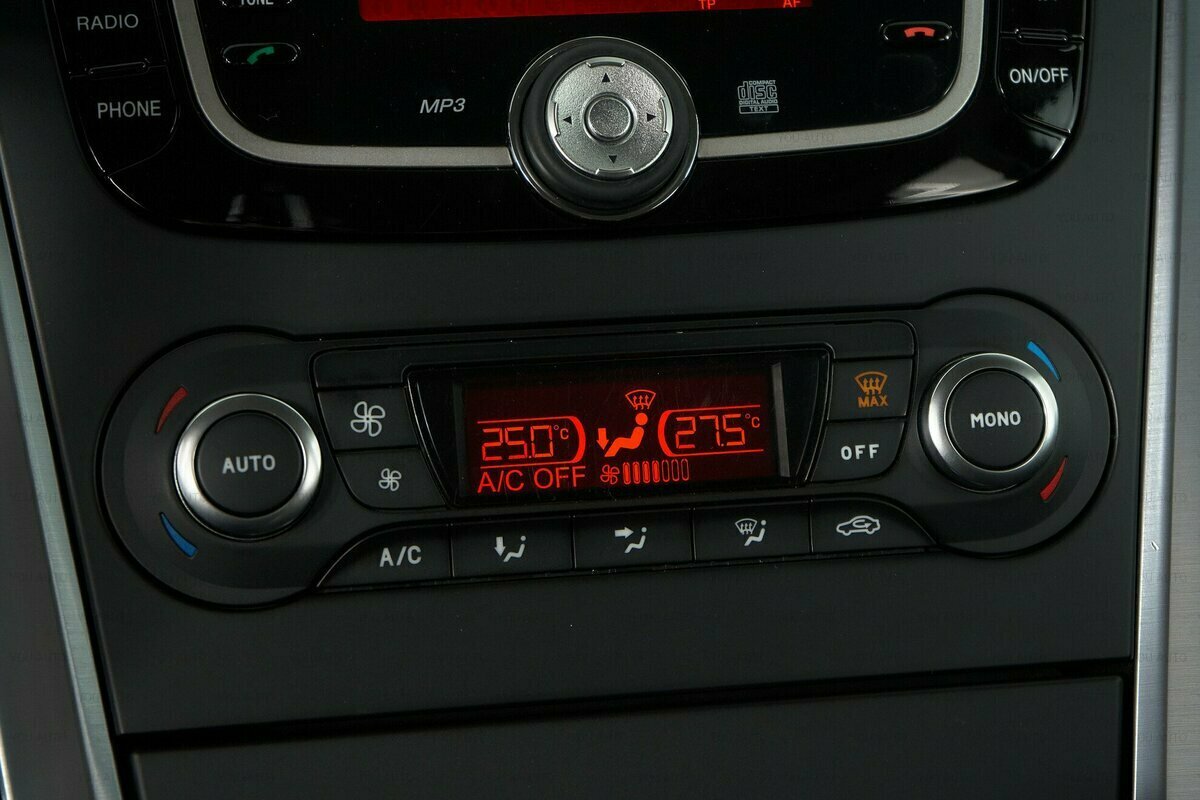 TUNE
RADIO
TP AF
PHONE
MP3
COMPACT
disc
DIGITAL AUDIO
TEXT
ON/OFF
AUTO
25.0°C
27.5°C
A/C OFF
MAX
OFF
MONO
A/C